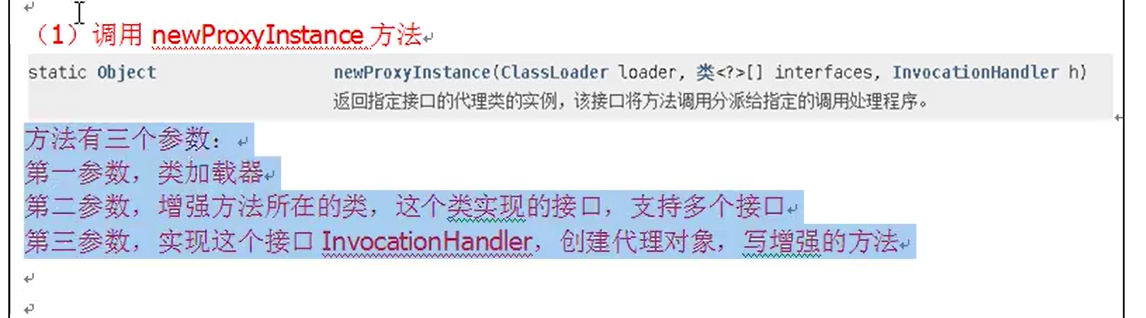 （1）调用 newProxyInstance 方法
static Object newProxyInstance(ClassLoader loader, 类<?>[] interfaces, InvocationHandler h)
返回指定接口的代理类的实例，该接口将方法调用分派给指定的调用处理程序。
方法有三个参数：
第一参数，类加载器
第二参数，增强方法所在的类，这个类实现的接口，支持多个接口
第三参数，实现这个接口 InvocationHandler，创建代理对象，写增强的方法